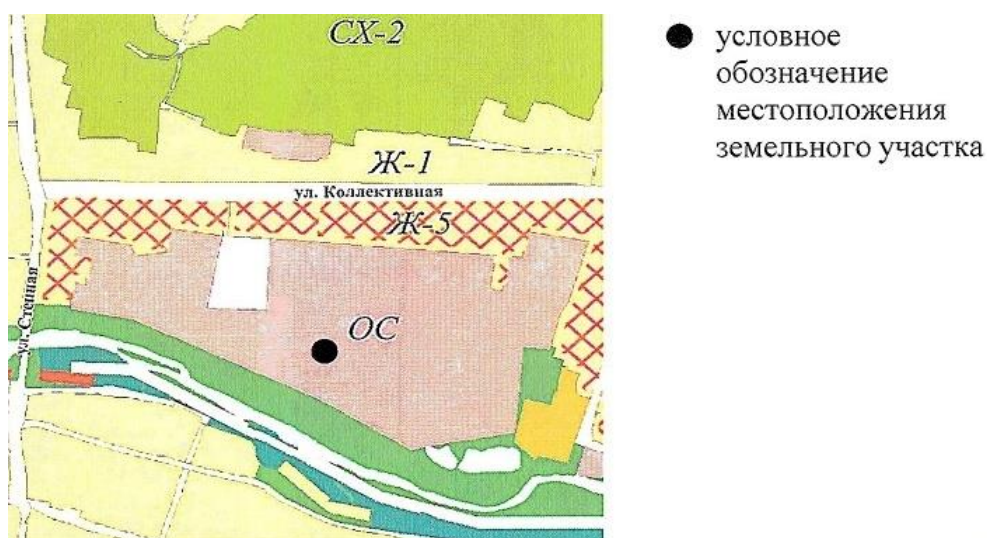 СХ-2
Ж-1
ул. Коллективная
Ж-5
ул. Степная
ОС
условное
обозначение
местоположения
земельного участка